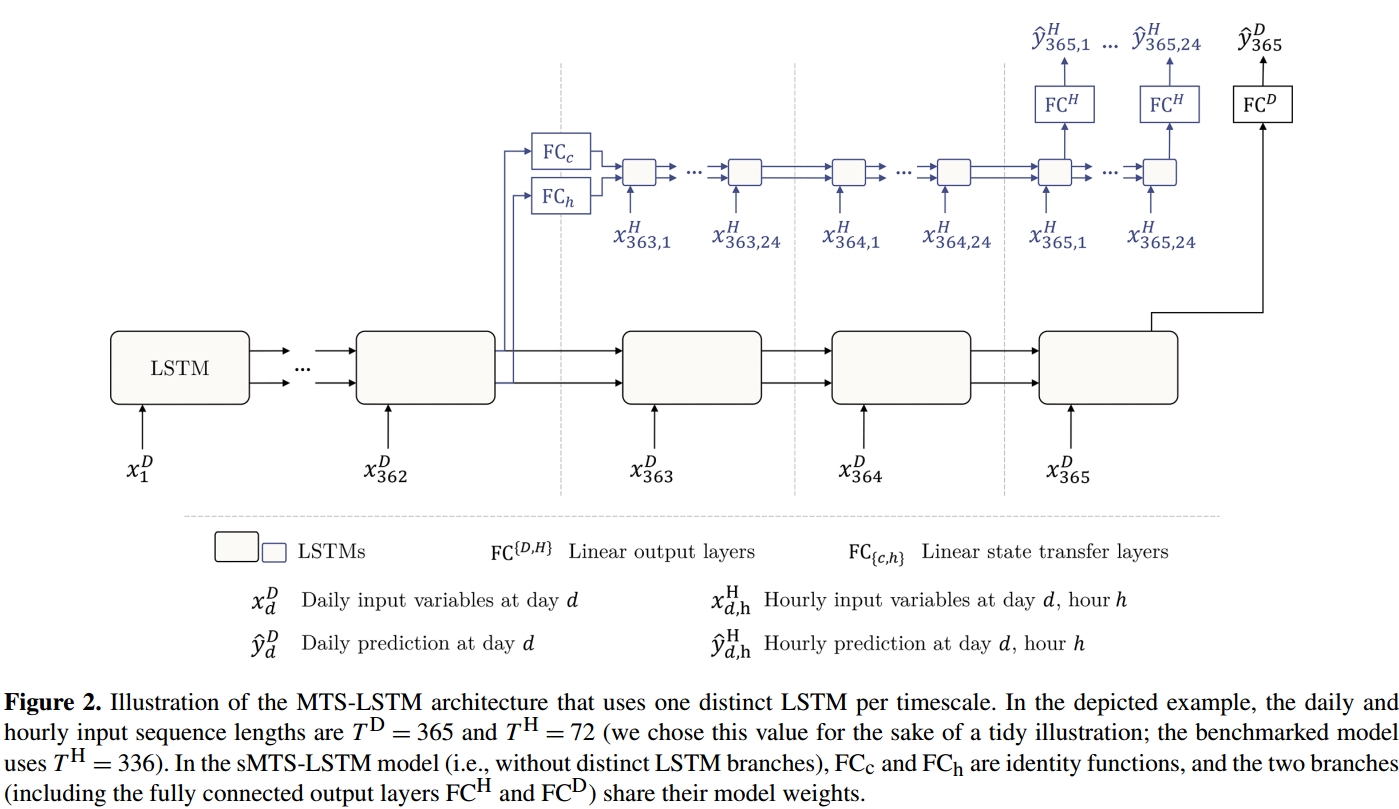 ŷ^H_{365,1} ... ŷ^H_{365,24} ŷ^D_{365}
FC^H FC^H FC^D
FC_c
FC_h
... ... ...
x^H_{363,1} x^H_{363,24} x^H_{364,1} x^H_{364,24} x^H_{365,1} x^H_{365,24}
LSTM ...
x^D_1 x^D_{362} x^D_{363} x^D_{364} x^D_{365}
LSTMs FC^{D,H} Linear output layers FC_{c,h} Linear state transfer layers
x^D_d Daily input variables at day d x^H_{d,h} Hourly input variables at day d, hour h
ŷ^D_d Daily prediction at day d ŷ^H_{d,h} Hourly prediction at day d, hour h
Figure 2. Illustration of the MTS-LSTM architecture that uses one distinct LSTM per timescale. In the depicted example, the daily and
hourly input sequence lengths are T^D = 365 and T^H = 72 (we chose this value for the sake of a tidy illustration; the benchmarked model
uses T^H = 336). In the sMTS-LSTM model (i.e., without distinct LSTM branches), FC_c and FC_h are identity functions, and the two branches
(including the fully connected output layers FC^H and FC^D) share their model weights.